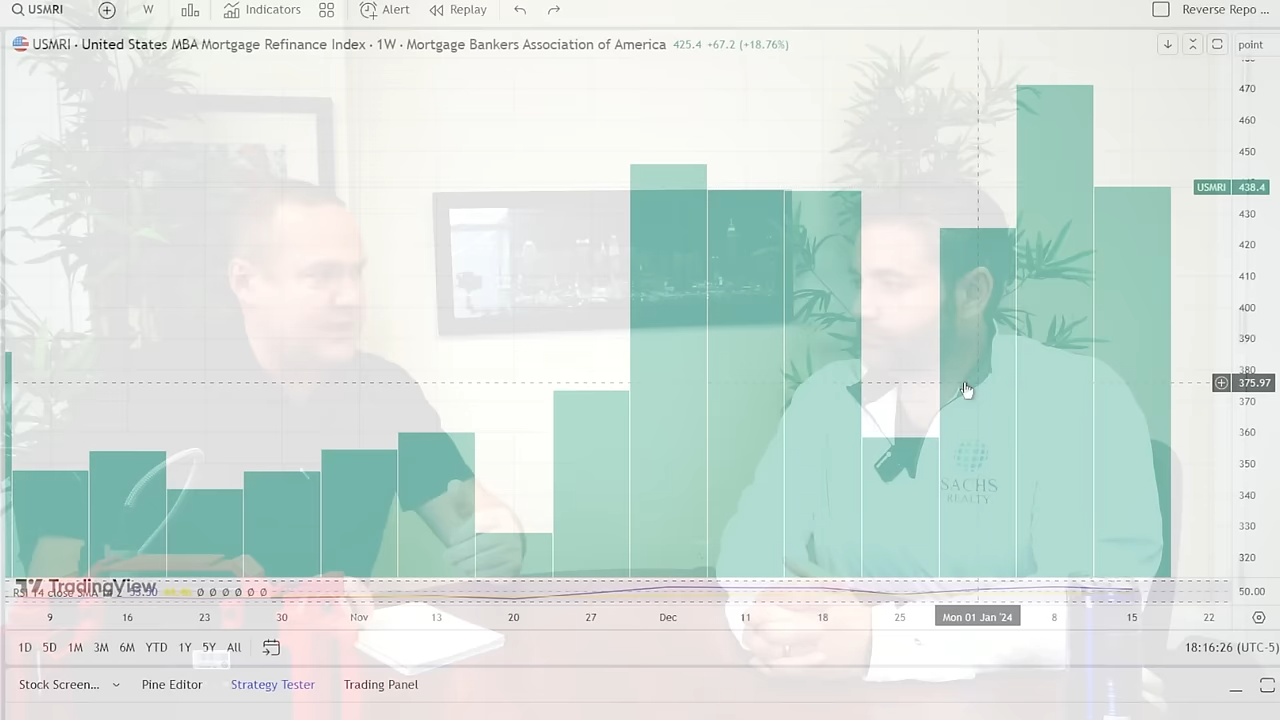 USMRI W Indicators Alert Replay Reverse Repo ...
USMRI · United States MBA Mortgage Refinance Index · 1W · Mortgage Bankers Association of America 425.4 +67.2 (+18.76%) point
470
460
450
USMRI 438.4
430
420
410
400
390
380
375.97
370
360
350
SACHS
REALTY
340
330
320
TradingView
50.00
9 16 23 30 Nov 13 20 27 Dec 11 18 25 Mon 01 Jan '24 8 15 22
1D 5D 1M 3M 6M YTD 1Y 5Y All 18:16:26 (UTC-5)
Stock Screen... Pine Editor Strategy Tester Trading Panel